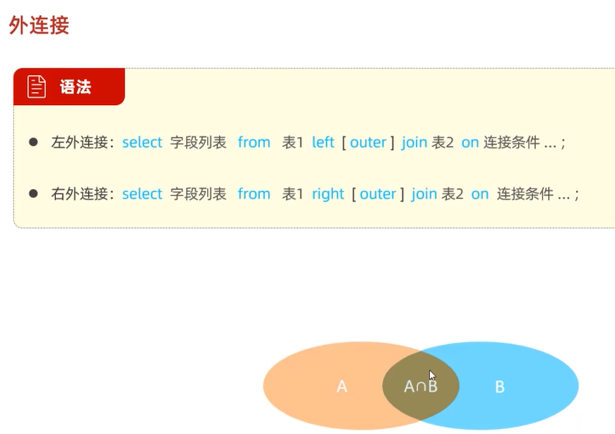 外连接
语法
● 左外连接：select 字段列表 from 表1 left [ outer ] join 表2 on 连接条件 ... ;
● 右外连接：select 字段列表 from 表1 right [ outer ] join 表2 on 连接条件 ... ;
A A∩B B